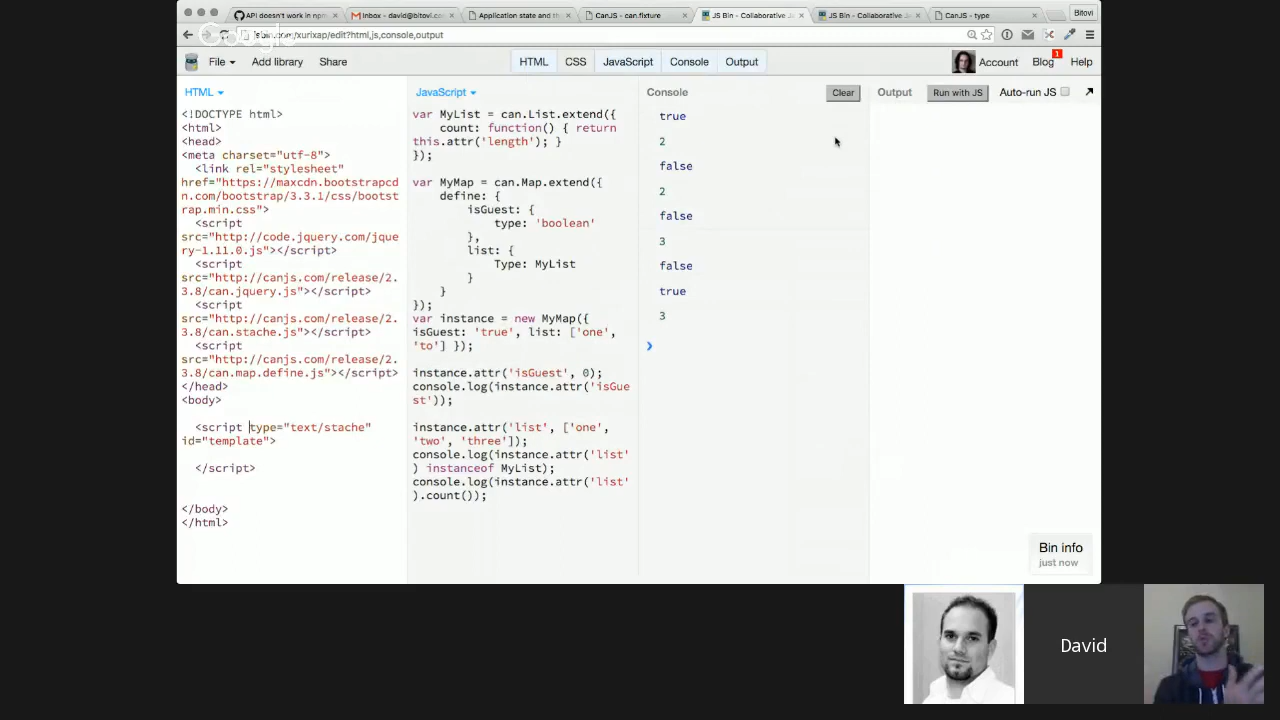 API doesn't work in npm
Inbox - david@bitovi.com
Application state and th
CanJS - can.fixture
JS Bin - Collaborative Ja
JS Bin - Collaborative Ja
CanJS - type
Bitovi
Google
jsbin.com/xurixap/edit?html,js,console,output
File
Add library
Share
HTML
CSS
JavaScript
Console
Output
Account
Blog
1
Help
HTML
<!DOCTYPE html>
<html>
<head>
<meta charset="utf-8">
<link rel="stylesheet"
href="https://maxcdn.bootstrapcd
n.com/bootstrap/3.3.1/css/bootst
rap.min.css">
<script
src="http://code.jquery.com/jque
ry-1.11.0.js"></script>
<script
src="http://canjs.com/release/2.
3.8/can.jquery.js"></script>
<script
src="http://canjs.com/release/2.
3.8/can.stache.js"></script>
<script
src="http://canjs.com/release/2.
3.8/can.map.define.js"></script>
</head>
<body>
<script type="text/stache"
id="template">
</script>
</body>
</html>
JavaScript
var MyList = can.List.extend({
count: function() { return
this.attr('length'); }
});
var MyMap = can.Map.extend({
define: {
isGuest: {
type: 'boolean'
},
list: {
Type: MyList
}
}
});
var instance = new MyMap({
isGuest: 'true', list: ['one',
'to'] });
instance.attr('isGuest', 0);
console.log(instance.attr('isGue
st'));
instance.attr('list', ['one',
'two', 'three']);
console.log(instance.attr('list'
) instanceof MyList);
console.log(instance.attr('list'
).count());
Console
Clear
true
2
false
2
false
3
false
true
3
Output
Run with JS
Auto-run JS
Bin info
just now
David